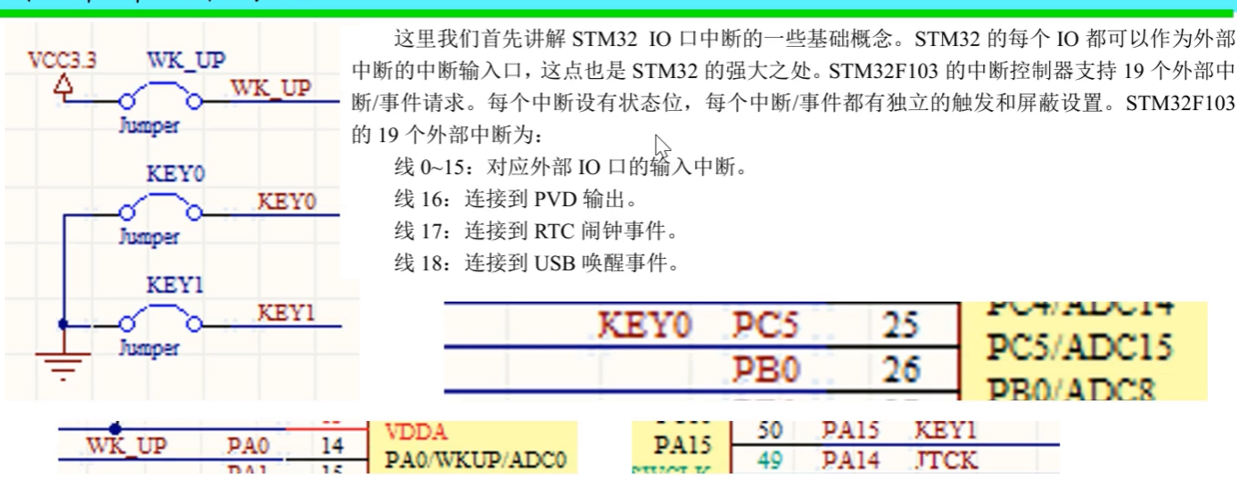 VCC3.3
WK_UP
WK_UP
Jumper
KEY0
KEY0
Jumper
KEY1
KEY1
Jumper
这里我们首先讲解 STM32 IO 口中断的一些基础概念。STM32 的每个 IO 都可以作为外部
中断的中断输入口，这点也是 STM32 的强大之处。STM32F103 的中断控制器支持 19 个外部中
断/事件请求。每个中断设有状态位，每个中断/事件都有独立的触发和屏蔽设置。STM32F103
的 19 个外部中断为：
线 0~15：对应外部 IO 口的输入中断。
线 16：连接到 PVD 输出。
线 17：连接到 RTC 闹钟事件。
线 18：连接到 USB 唤醒事件。
PC4/ADC14
KEY0 PC5 25 PC5/ADC15
PB0 26 PB0/ADC8
VDDA
WK_UP PA0 14 PA0/WKUP/ADC0
PA1 15
PA15 50 PA15 KEY1
49 PA14 JTCK